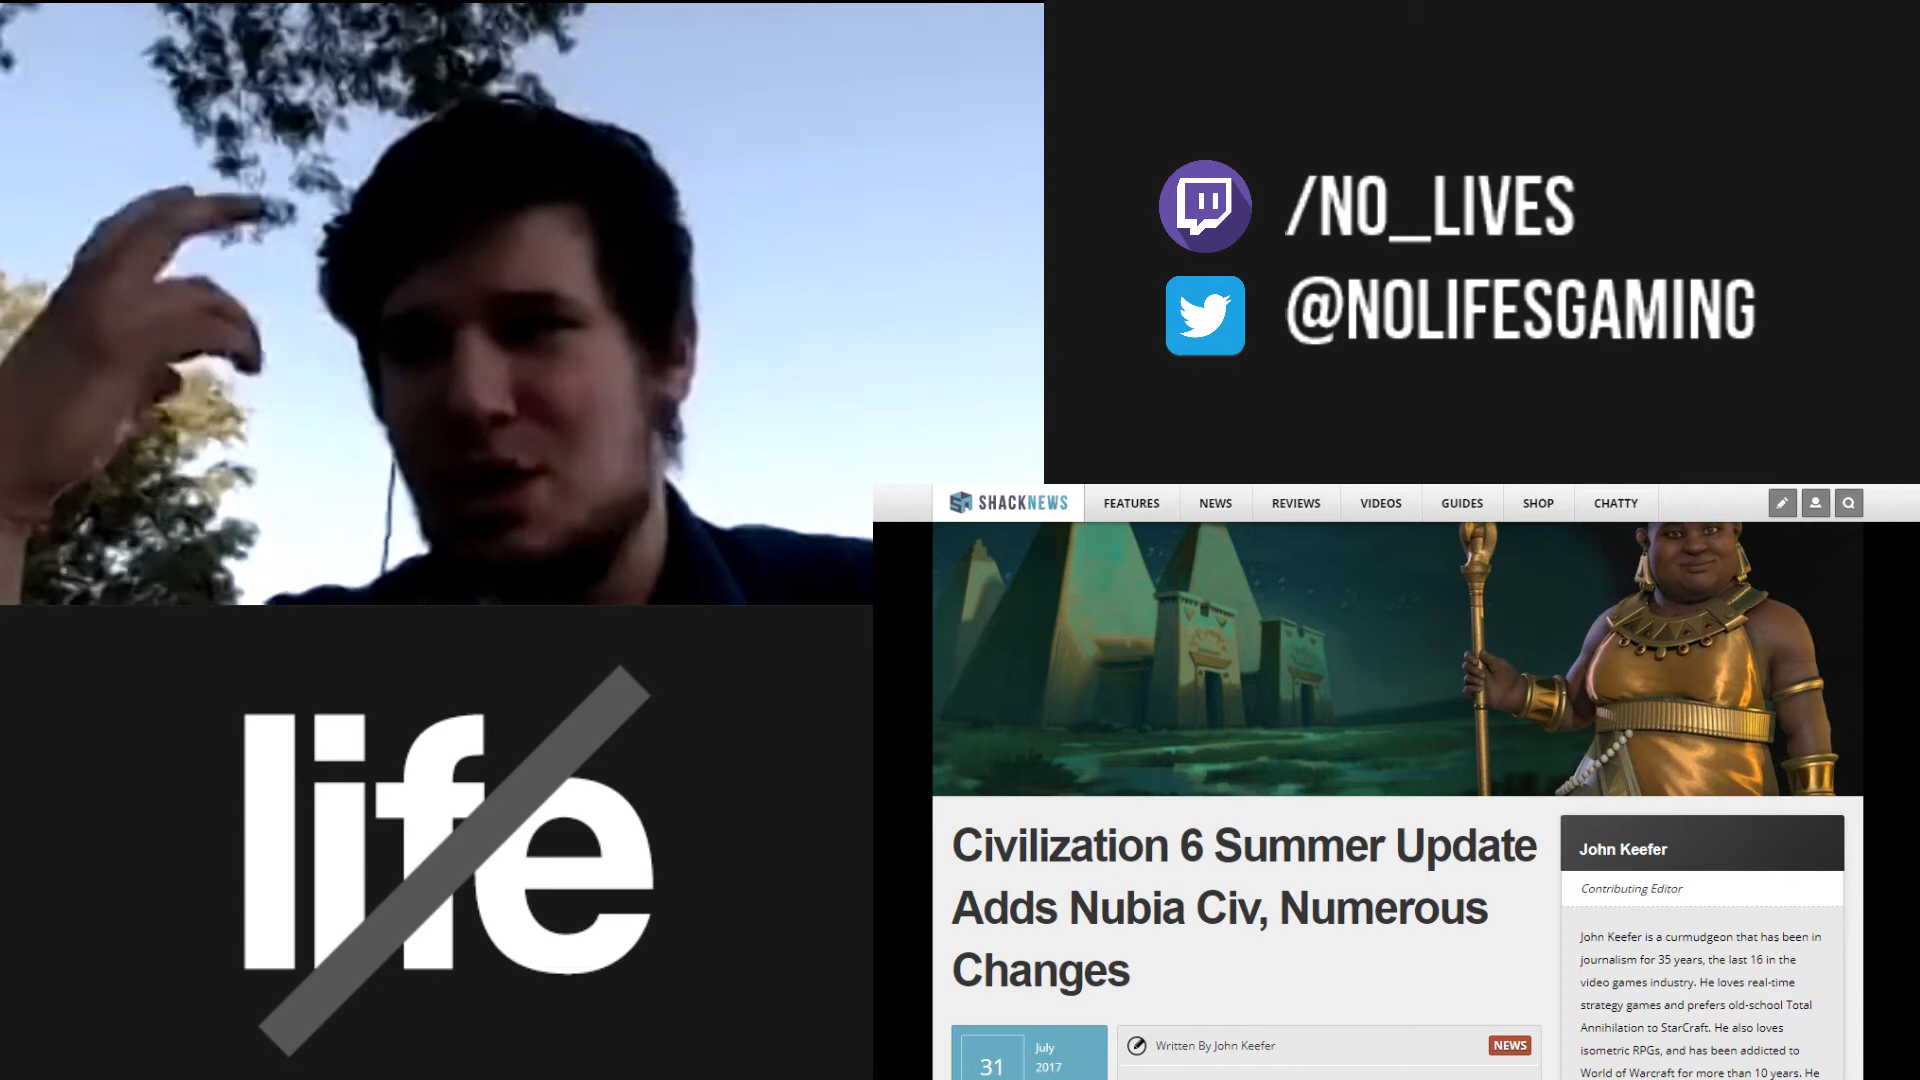 /NO_LIVES
@NOLIFESGAMING
SHACKNEWS
FEATURES
NEWS
REVIEWS
VIDEOS
GUIDES
SHOP
CHATTY
life
Civilization 6 Summer Update
Adds Nubia Civ, Numerous
Changes
31
July
2017
Written By John Keefer
NEWS
John Keefer
Contributing Editor
John Keefer is a curmudgeon that has been in
journalism for 35 years, the last 16 in the
video games industry. He loves real-time
strategy games and prefers old-school Total
Annihilation to StarCraft. He also loves
isometric RPGs, and has been addicted to
World of Warcraft for more than 10 years. He